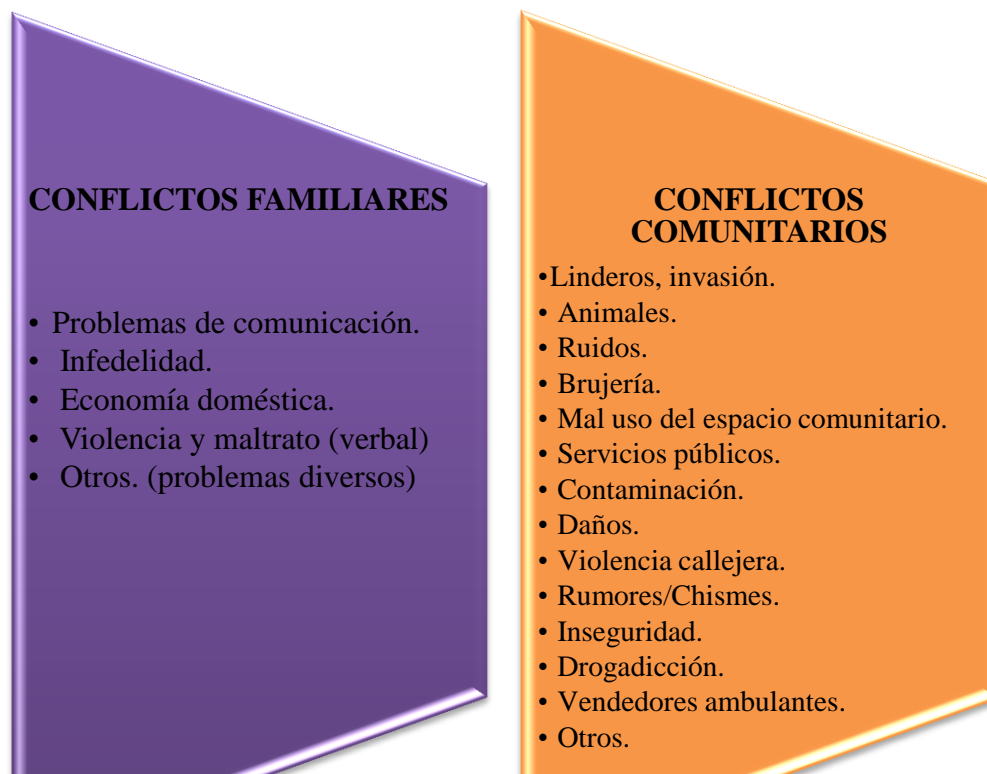 CONFLICTOS FAMILIARES
• Problemas de comunicación.
• Infedelidad.
• Economía doméstica.
• Violencia y maltrato (verbal)
• Otros. (problemas diversos)
CONFLICTOS
COMUNITARIOS
•Linderos, invasión.
• Animales.
• Ruidos.
• Brujería.
• Mal uso del espacio comunitario.
• Servicios públicos.
• Contaminación.
• Daños.
• Violencia callejera.
• Rumores/Chismes.
• Inseguridad.
• Drogadicción.
• Vendedores ambulantes.
• Otros.